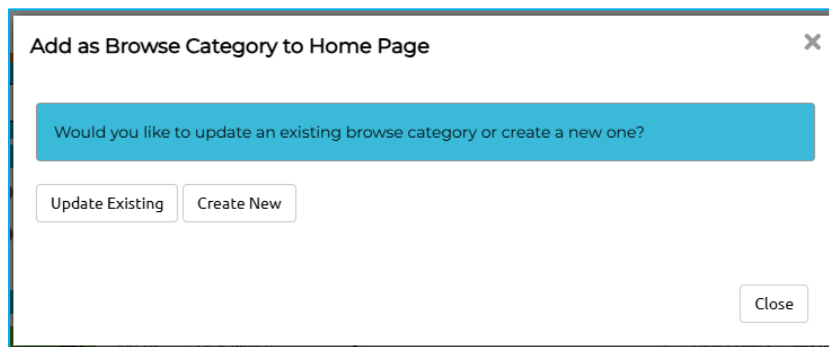 Add as Browse Category to Home Page
×
Would you like to update an existing browse category or create a new one?
Update Existing
Create New
Close